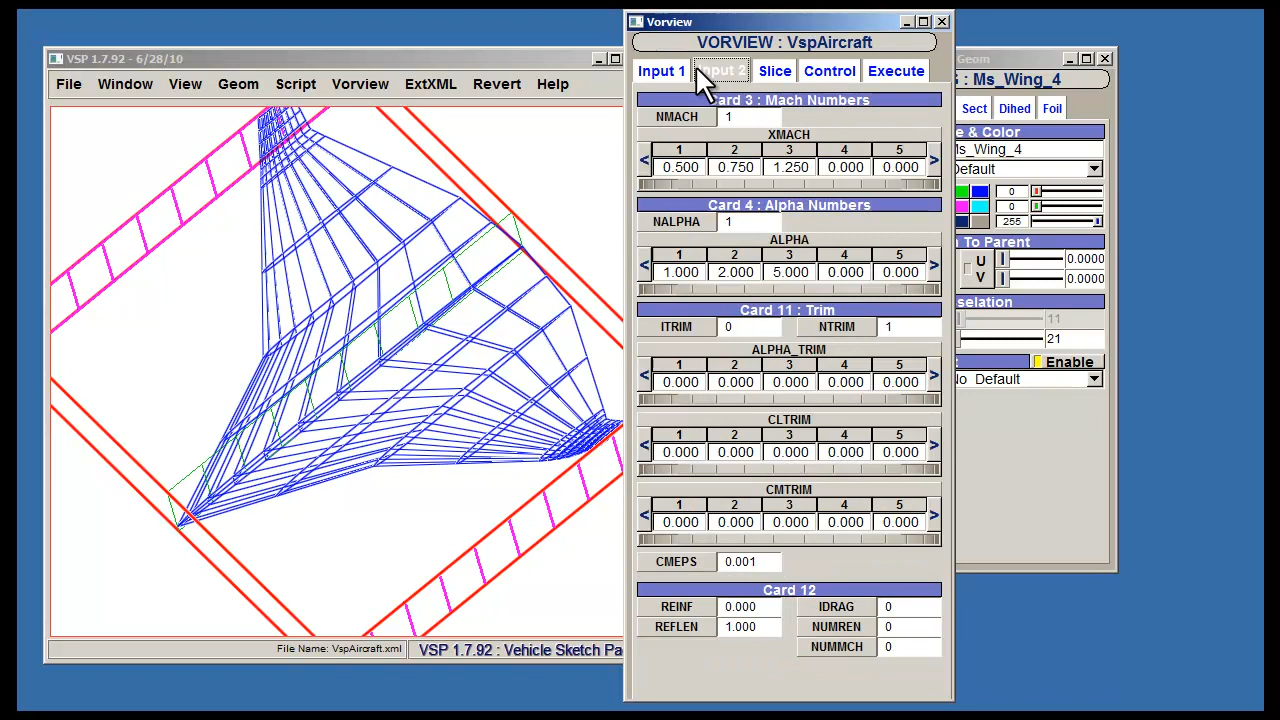 VSP 1.7.92 - 6/28/10
File Window View Geom Script Vorview ExtXML Revert Help
File Name: VspAircraft.xml
VSP 1.7.92 : Vehicle Sketch Pa
Vorview
VORVIEW : VspAircraft
Input 1 Input 2 Slice Control Execute
Card 3 : Mach Numbers
NMACH 1
XMACH
1 2 3 4 5
< 0.500 0.750 1.250 0.000 0.000 >
Card 4 : Alpha Numbers
NALPHA 1
ALPHA
1 2 3 4 5
< 1.000 2.000 5.000 0.000 0.000 >
Card 11 : Trim
ITRIM 0 NTRIM 1
ALPHA_TRIM
1 2 3 4 5
< 0.000 0.000 0.000 0.000 0.000 >
CLTRIM
1 2 3 4 5
< 0.000 0.000 0.000 0.000 0.000 >
CMTRIM
1 2 3 4 5
< 0.000 0.000 0.000 0.000 0.000 >
CMEPS 0.001
Card 12
REINF 0.000 IDRAG 0
REFLEN 1.000 NUMREN 0
NUMMCH 0
Geom
: Ms_Wing_4
Sect Dihed Foil
e & Color
Ms_Wing_4
Default
0
0
255
To Parent
U 0.0000
V 0.0000
selation
11
21
Enable
No_Default